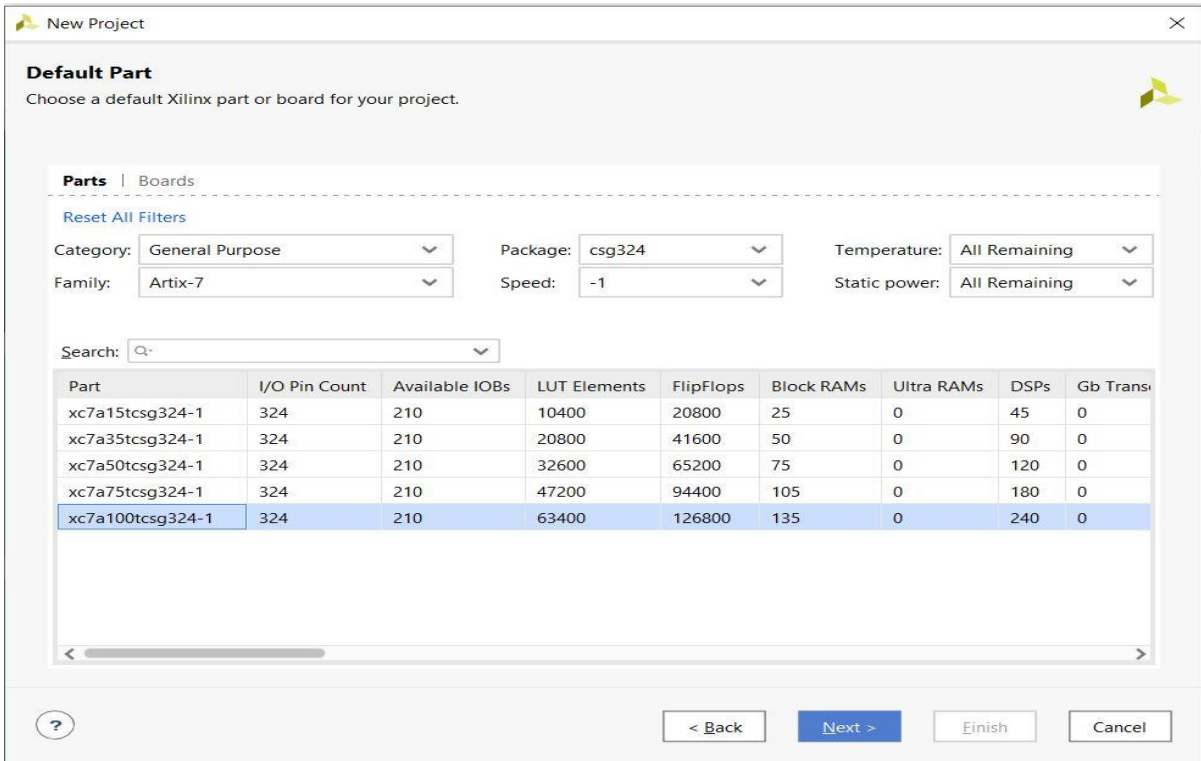 New Project
Default Part
Choose a default Xilinx part or board for your project.
Parts | Boards
Reset All Filters
Category: General Purpose Package: csg324 Temperature: All Remaining
Family: Artix-7 Speed: -1 Static power: All Remaining
Search: Q-
Part I/O Pin Count Available IOBs LUT Elements FlipFlops Block RAMs Ultra RAMs DSPs Gb Transc
xc7a15tcsg324-1 324 210 10400 20800 25 0 45 0
xc7a35tcsg324-1 324 210 20800 41600 50 0 90 0
xc7a50tcsg324-1 324 210 32600 65200 75 0 120 0
xc7a75tcsg324-1 324 210 47200 94400 105 0 180 0
xc7a100tcsg324-1 324 210 63400 126800 135 0 240 0
? < Back Next > Finish Cancel